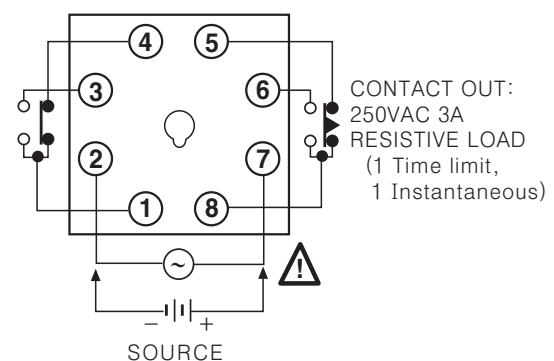 4 5
3 6
2 7
1 8
CONTACT OUT:
250VAC 3A
RESISTIVE LOAD
(1 Time limit,
1 Instantaneous)
~
!
− +
SOURCE